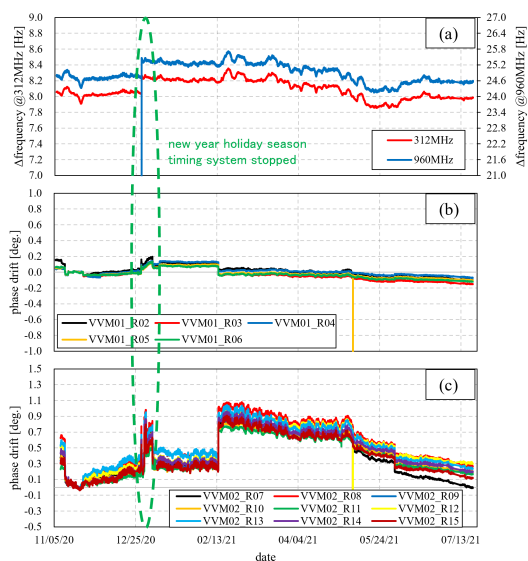 Δfrequency @312MHz [Hz]
9.0
8.8
8.6
8.4
8.2
8.0
7.8
7.6
7.4
7.2
7.0
(a)
new year holiday season
timing system stopped
312MHz
960MHz
27.0
26.4
25.8
25.2
24.6
24.0
23.4
22.8
22.2
21.6
21.0
Δfrequency @960MHz [Hz]
phase drift [deg.]
1.0
0.8
0.6
0.4
0.2
0.0
-0.2
-0.4
-0.6
-0.8
-1.0
(b)
VVM01_R02 VVM01_R03 VVM01_R04
VVM01_R05 VVM01_R06
phase drift [deg.]
1.5
1.3
1.1
0.9
0.7
0.5
0.3
0.1
-0.1
-0.3
-0.5
(c)
VVM02_R07 VVM02_R08 VVM02_R09
VVM02_R10 VVM02_R11 VVM02_R12
VVM02_R13 VVM02_R14 VVM02_R15
11/05/20 12/25/20 02/13/21 04/04/21 05/24/21 07/13/21
date